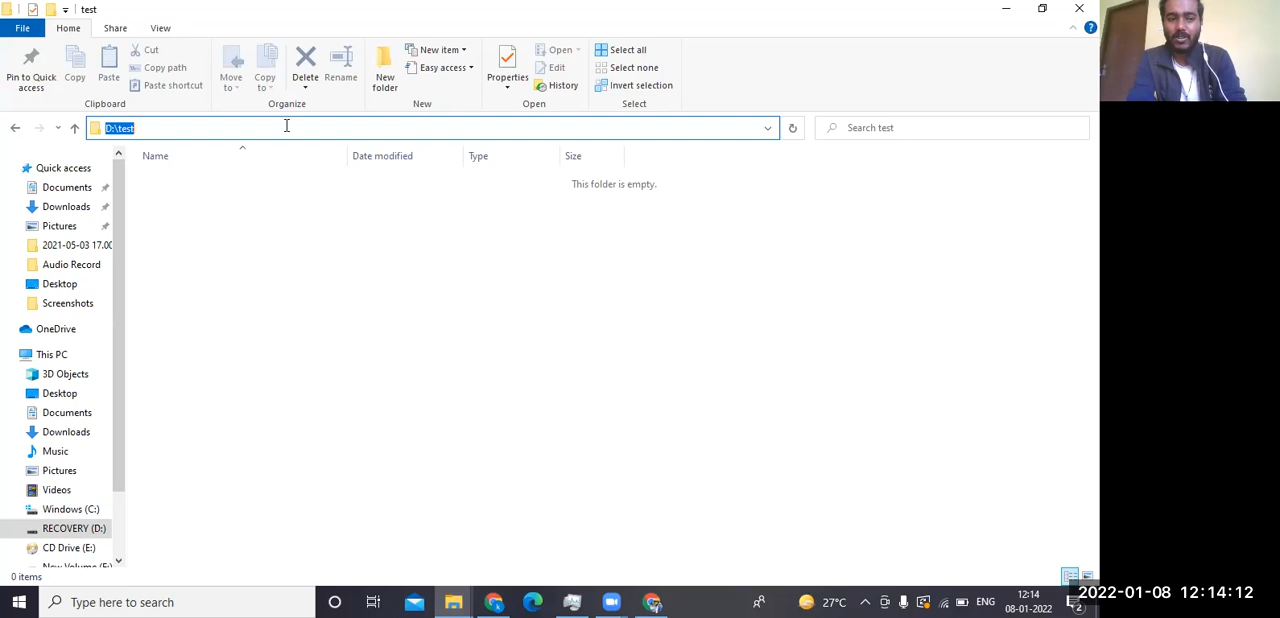 test
File
Home
Share
View
Pin to Quick access
Copy
Paste
Cut
Copy path
Paste shortcut
Clipboard
Move to
Copy to
Delete
Rename
Organize
New folder
New item
Easy access
New
Properties
Open
Edit
History
Open
Select all
Select none
Invert selection
Select
D:\test
Search test
Name
Date modified
Type
Size
This folder is empty.
Quick access
Documents
Downloads
Pictures
2021-05-03 17.00
Audio Record
Desktop
Screenshots
OneDrive
This PC
3D Objects
Desktop
Documents
Downloads
Music
Pictures
Videos
Windows (C:)
RECOVERY (D:)
CD Drive (E:)
0 items
Type here to search
27°C
ENG
12:14
08-01-2022
2
2022-01-08 12:14:12